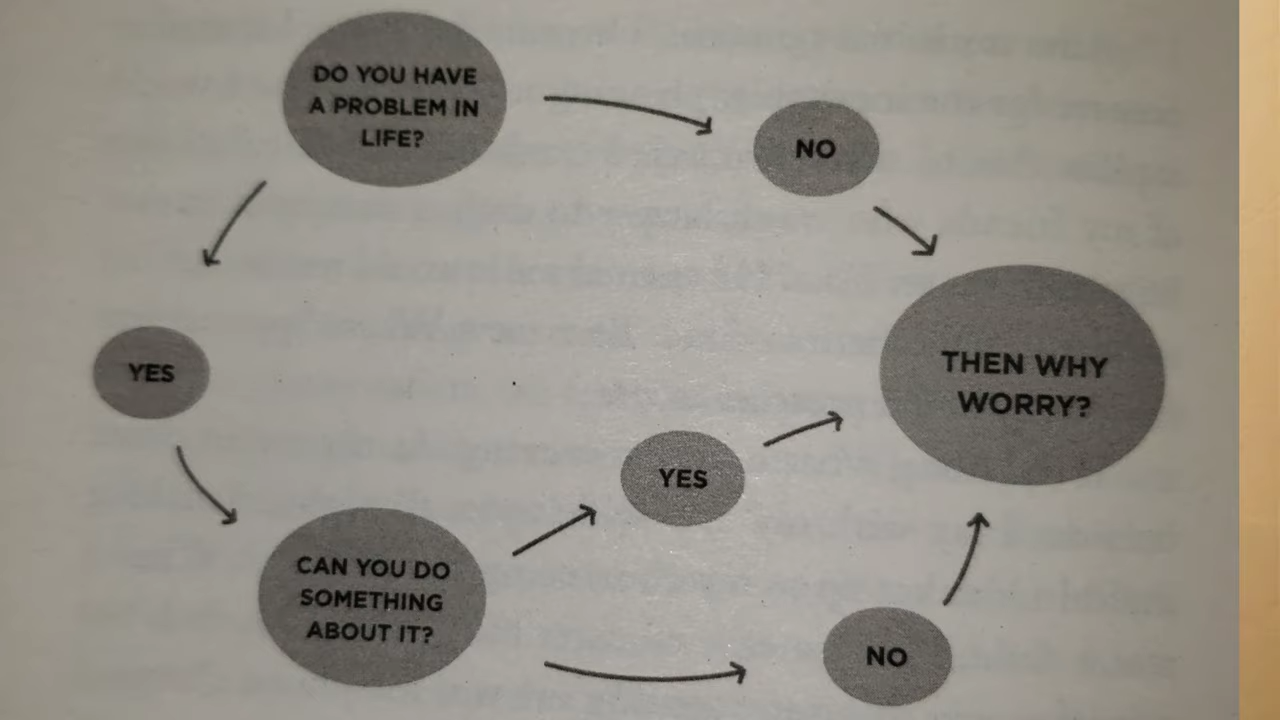 DO YOU HAVE
A PROBLEM IN
LIFE?
NO
YES
THEN WHY
WORRY?
YES
CAN YOU DO
SOMETHING
ABOUT IT?
NO